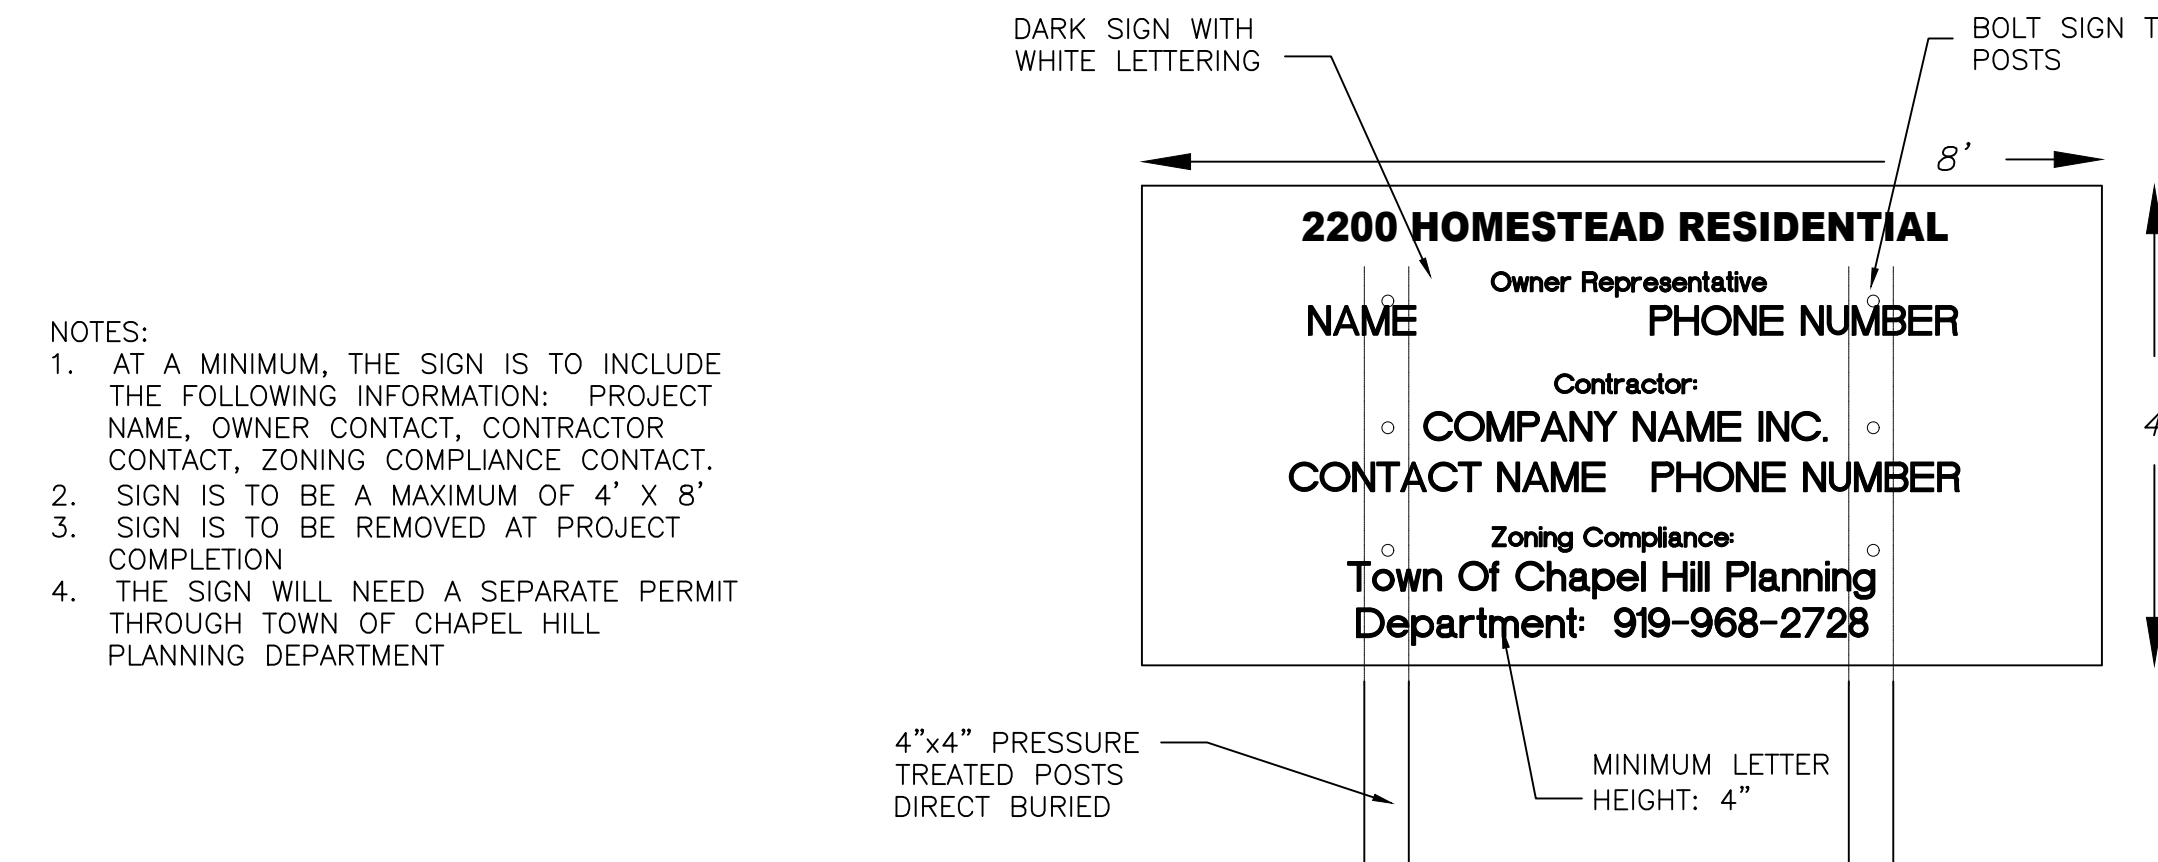 DARK SIGN WITH
WHITE LETTERING
BOLT SIGN
POSTS
8'
2200 HOMESTEAD RESIDENTIAL
Owner Representative
NAME PHONE NUMBER
Contractor:
COMPANY NAME INC.
CONTACT NAME PHONE NUMBER
Zoning Compliance:
Town Of Chapel Hill Planning
Department: 919-968-2728
NOTES:
1. AT A MINIMUM, THE SIGN IS TO INCLUDE
THE FOLLOWING INFORMATION: PROJECT
NAME, OWNER CONTACT, CONTRACTOR
CONTACT, ZONING COMPLIANCE CONTACT.
2. SIGN IS TO BE A MAXIMUM OF 4' X 8'
3. SIGN IS TO BE REMOVED AT PROJECT
COMPLETION
4. THE SIGN WILL NEED A SEPARATE PERMIT
THROUGH TOWN OF CHAPEL HILL
PLANNING DEPARTMENT
4"x4" PRESSURE
TREATED POSTS
DIRECT BURIED
MINIMUM LETTER
HEIGHT: 4"